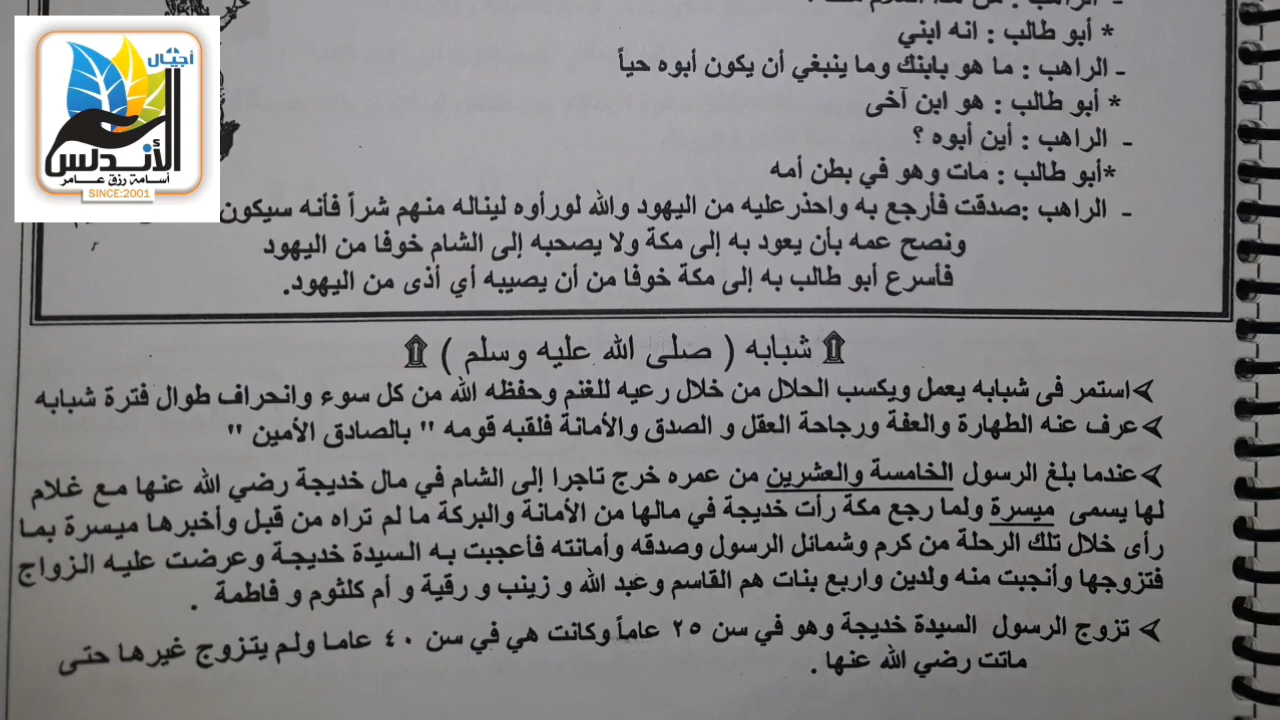 أجيال
الأندلس
أسامة رزق عامر
SINCE:2001
* أبو طالب : انه ابني
- الراهب : ما هو بابنك وما ينبغي أن يكون أبوه حياً
* أبو طالب : هو ابن آخى
- الراهب : أين أبوه ؟
*أبو طالب : مات وهو في بطن أمه
- الراهب :صدقت فأرجع به واحذرعليه من اليهود والله لورأوه ليناله منهم شراً فأنه سيكون
ونصح عمه بأن يعود به إلى مكة ولا يصحبه إلى الشام خوفا من اليهود
فأسرع أبو طالب به إلى مكة خوفا من أن يصيبه أي أذى من اليهود.
شبابه ( صلى الله عليه وسلم )
➢استمر فى شبابه يعمل ويكسب الحلال من خلال رعيه للغنم وحفظه الله من كل سوء وانحراف طوال فترة شبابه
➢عرف عنه الطهارة والعفة ورجاحة العقل و الصدق والأمانة فلقبه قومه " بالصادق الأمين "
➢عندما بلغ الرسول الخامسة والعشرين من عمره خرج تاجرا إلى الشام في مال خديجة رضي الله عنها مع غلام
لها يسمى ميسرة ولما رجع مكة رأت خديجة في مالها من الأمانة والبركة ما لم تراه من قبل وأخبرها ميسرة بما
رأى خلال تلك الرحلة من كرم وشمائل الرسول وصدقه وأمانته فأعجبت به السيدة خديجة وعرضت عليه الزواج
فتزوجها وأنجبت منه ولدين واربع بنات هم القاسم وعبد الله و زينب و رقية و أم كلثوم و فاطمة .
➢ تزوج الرسول السيدة خديجة وهو في سن ٢٥ عاماً وكانت هي في سن ٤٠ عاما ولم يتزوج غيرها حتى
ماتت رضي الله عنها .